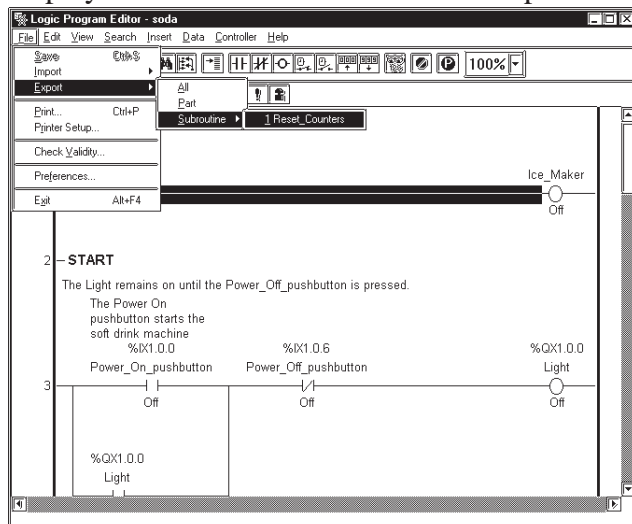 Logic Program Editor - soda
File Edit View Search Insert Data Controller Help
Save Ctrl+S
Import
Export
Print... Ctrl+P
Printer Setup...
Check Validity...
Preferences...
Exit Alt+F4
All
Part
Subroutine
1 Reset_Counters
100%
Ice_Maker
Off
2 START
The Light remains on until the Power_Off_pushbutton is pressed.
The Power On
pushbutton starts the
soft drink machine
%IX1.0.0 %IX1.0.6 %QX1.0.0
Power_On_pushbutton Power_Off_pushbutton Light
3
Off Off Off
%QX1.0.0
Light